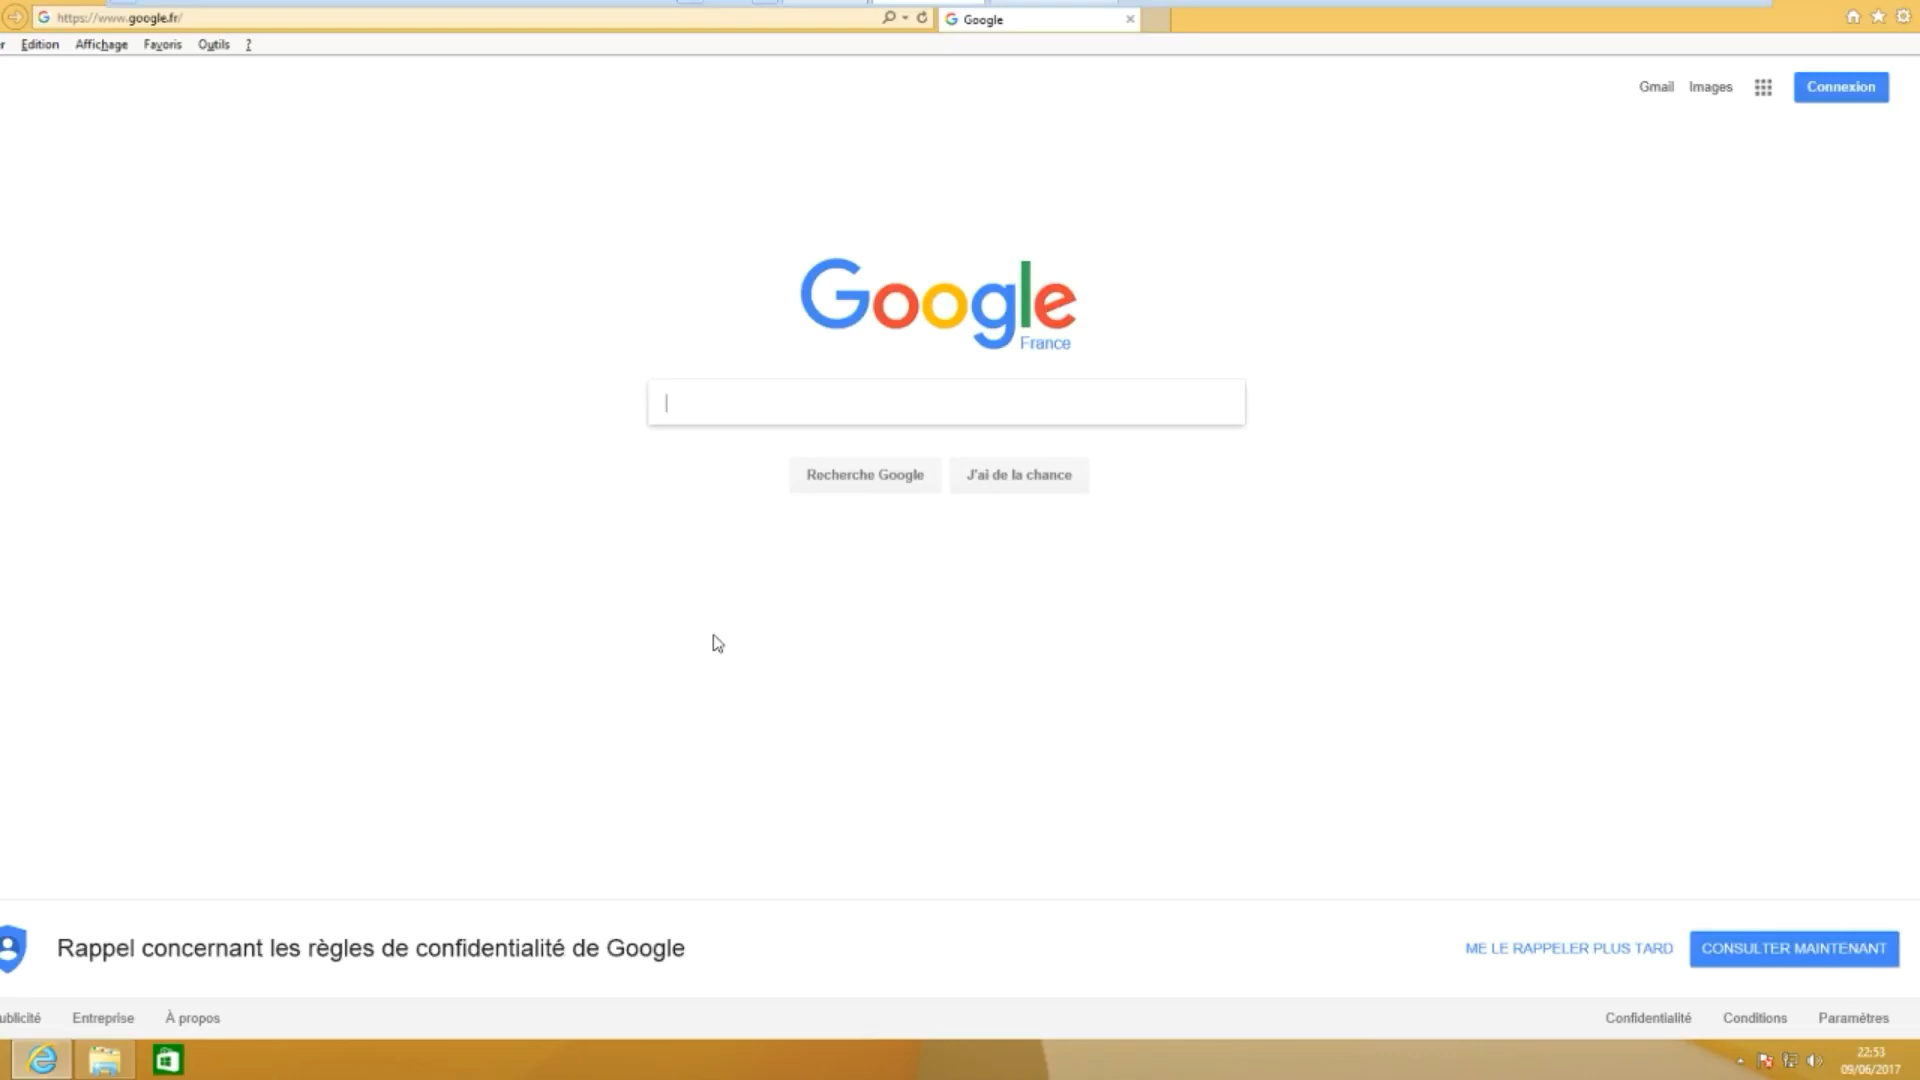 https://www.google.fr/
Google
r Edition Affichage Favoris Outils ?
Gmail Images Connexion
Google
France
Recherche Google J'ai de la chance
Rappel concernant les règles de confidentialité de Google
ME LE RAPPELER PLUS TARD CONSULTER MAINTENANT
ublicité Entreprise À propos
Confidentialité Conditions Paramètres
22:53
09/06/2017